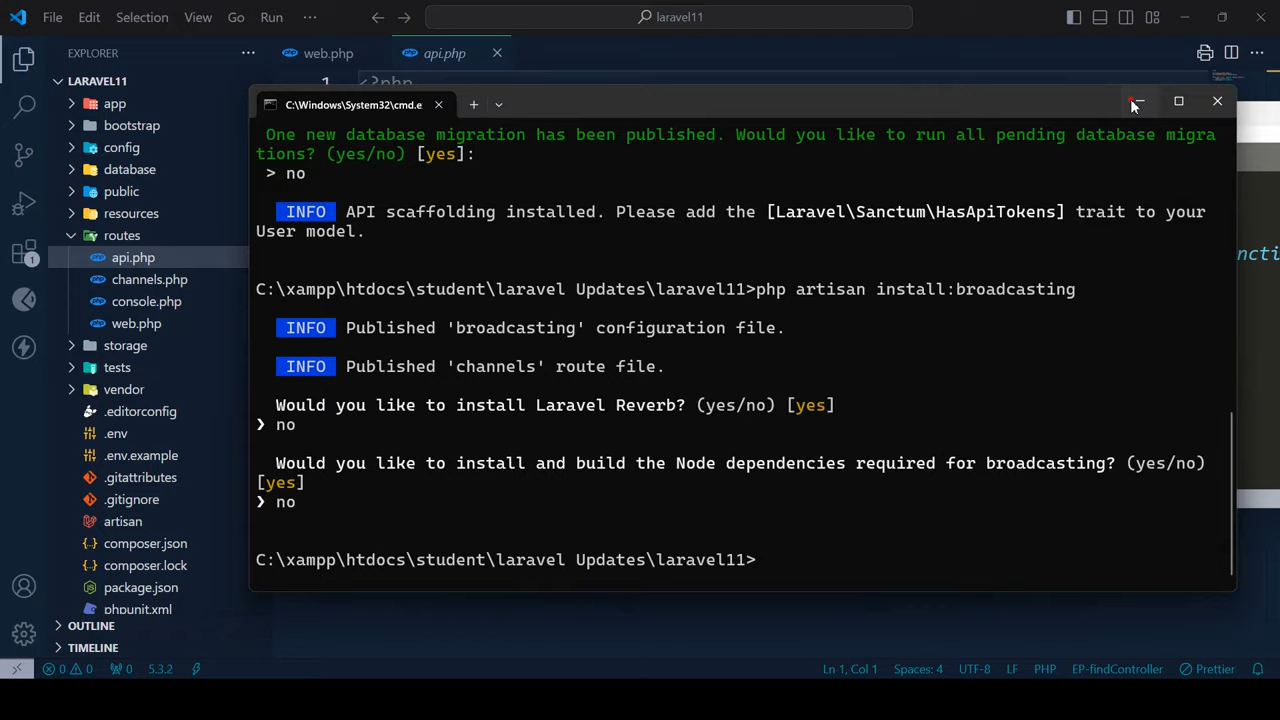 File Edit View Go Run ··· laravel11
EXPLORER ··· web.php api.php
LARAVEL11
app
bootstrap
config
database
public
resources
routes
api.php
channels.php
console.php
web.php
storage
tests
vendor
.editorconfig
.env
.env.example
.gitattributes
.gitignore
artisan
composer.json
composer.lock
package.json
phpunit.xml
OUTLINE
TIMELINE
1
1 <?php
C:\Windows\System32\cmd.e
One new database migration has been published. Would you like to run all pending database migra
tions? (yes/no) [yes]:
> no
INFO API scaffolding installed. Please add the [Laravel\Sanctum\HasApiTokens] trait to your
User model.
C:\xampp\htdocs\student\laravel Updates\laravel11>php artisan install:broadcasting
INFO Published 'broadcasting' configuration file.
INFO Published 'channels' route file.
Would you like to install Laravel Reverb? (yes/no) [yes]
❯ no
Would you like to install and build the Node dependencies required for broadcasting? (yes/no)
[yes]
❯ no
C:\xampp\htdocs\student\laravel Updates\laravel11>
ncti
0 0 0 5.3.2 Ln 1, Col 1 Spaces: 4 UTF-8 LF PHP EP-findController Prettier